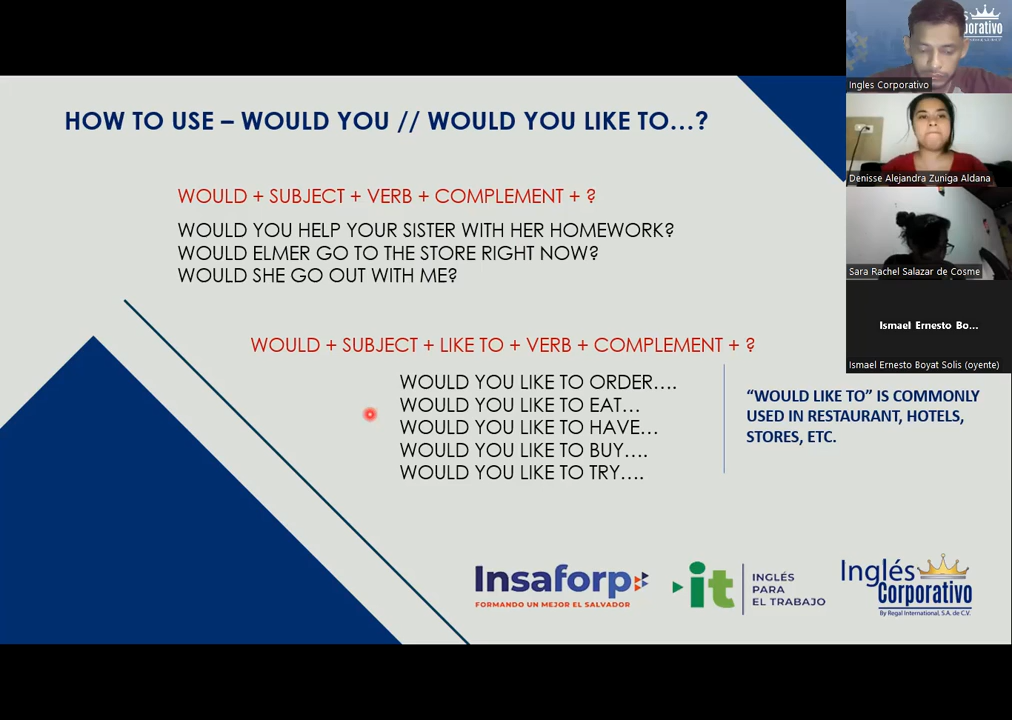 HOW TO USE – WOULD YOU // WOULD YOU LIKE TO…?
WOULD + SUBJECT + VERB + COMPLEMENT + ?
WOULD YOU HELP YOUR SISTER WITH HER HOMEWORK?
WOULD ELMER GO TO THE STORE RIGHT NOW?
WOULD SHE GO OUT WITH ME?
WOULD + SUBJECT + LIKE TO + VERB + COMPLEMENT + ?
WOULD YOU LIKE TO ORDER….
WOULD YOU LIKE TO EAT…
WOULD YOU LIKE TO HAVE…
WOULD YOU LIKE TO BUY….
WOULD YOU LIKE TO TRY….
“WOULD LIKE TO” IS COMMONLY
USED IN RESTAURANT, HOTELS,
STORES, ETC.
Insaforp
FORMANDO UN MEJOR EL SALVADOR
it
INGLÉS
PARA
EL TRABAJO
Inglés
Corporativo
By Regal International, S.A. de C.V.
orporativo
Ingles Corporativo
Denisse Alejandra Zuniga Aldana
Sara Rachel Salazar de Cosme
Ismael Ernesto Bo...
Ismael Ernesto Boyat Solis (oyente)